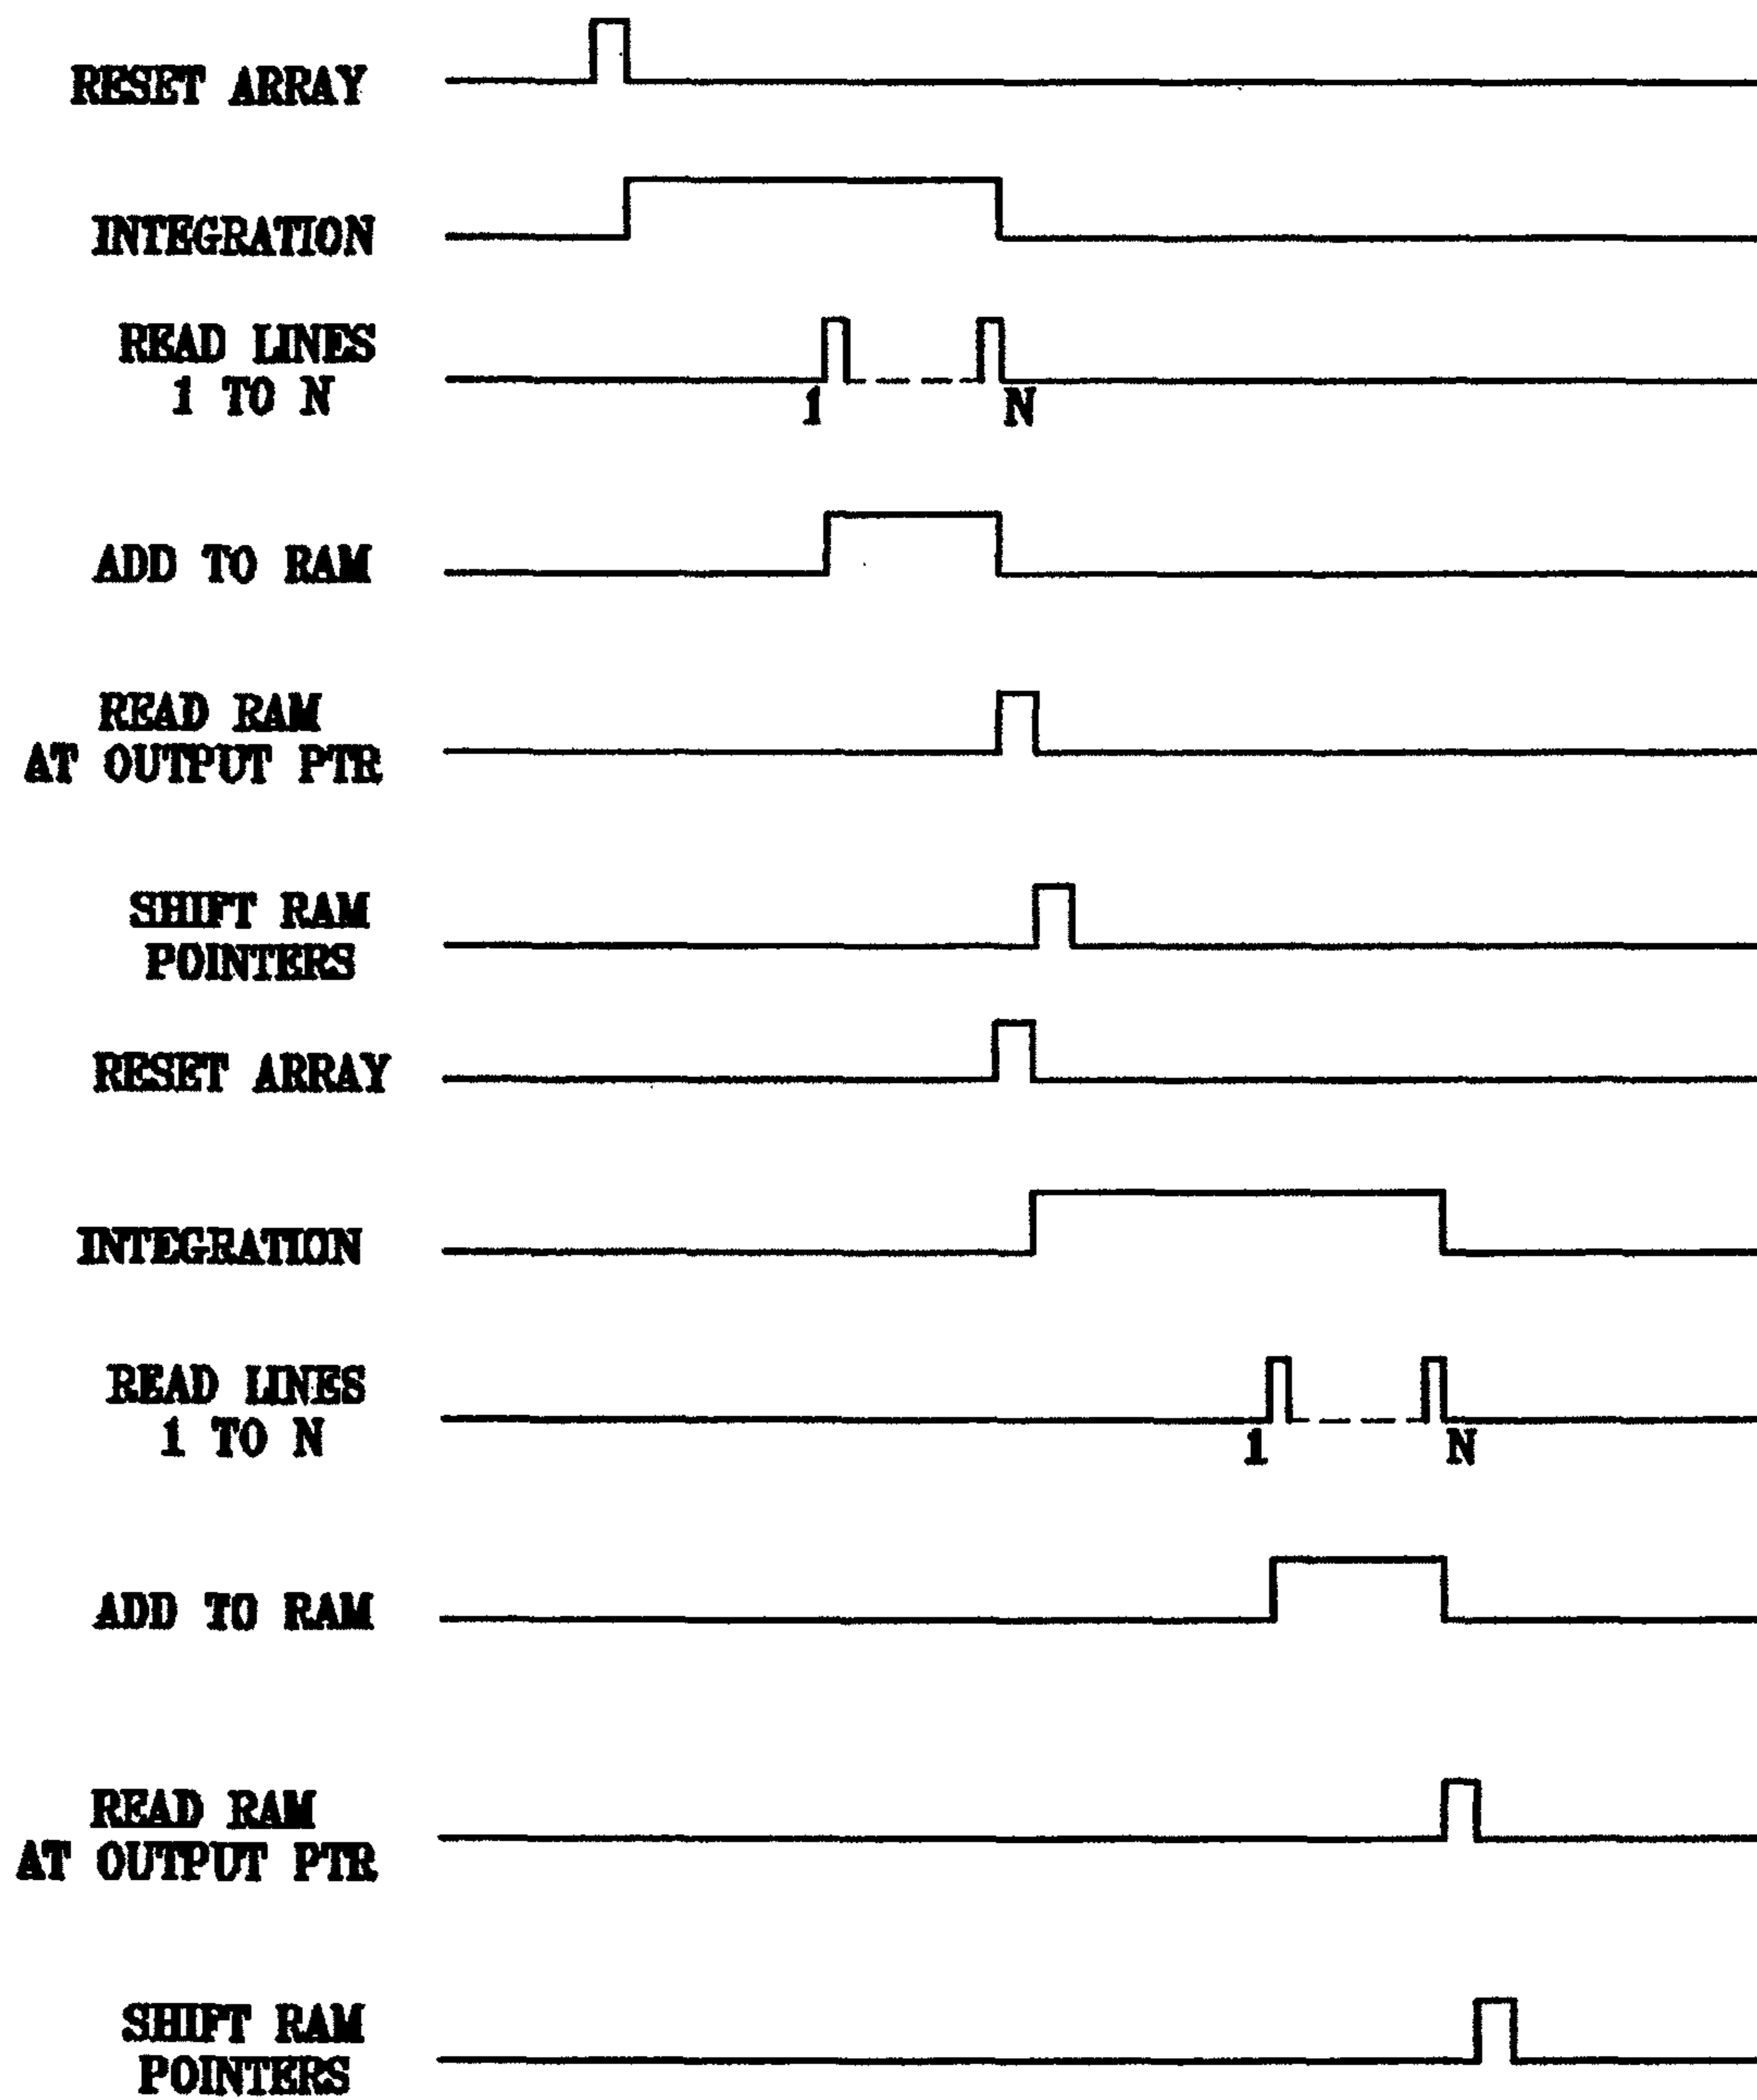 RESET ARRAY
INTEGRATION
READ LINES
1 TO N
1
N
ADD TO RAM
READ RAM
AT OUTPUT PTR
SHIFT RAM
POINTERS
RESET ARRAY
INTEGRATION
READ LINES
1 TO N
1
N
ADD TO RAM
READ RAM
AT OUTPUT PTR
SHIFT RAM
POINTERS